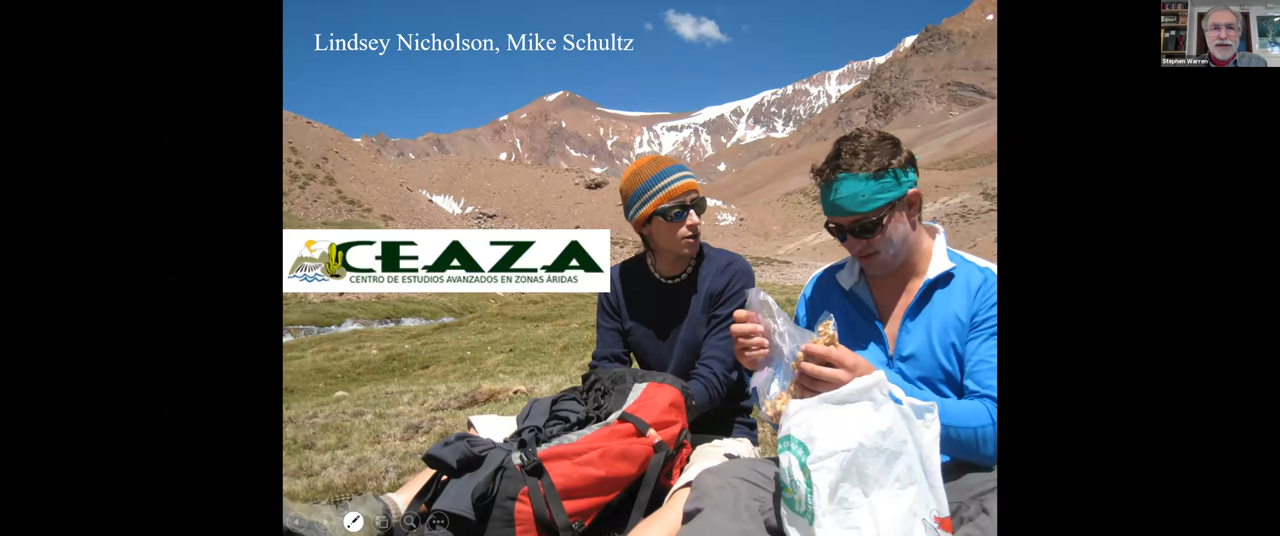 Lindsey Nicholson, Mike Schultz
Stephen Warren
CEAZA
CENTRO DE ESTUDIOS AVANZADOS EN ZONAS ÁRIDAS